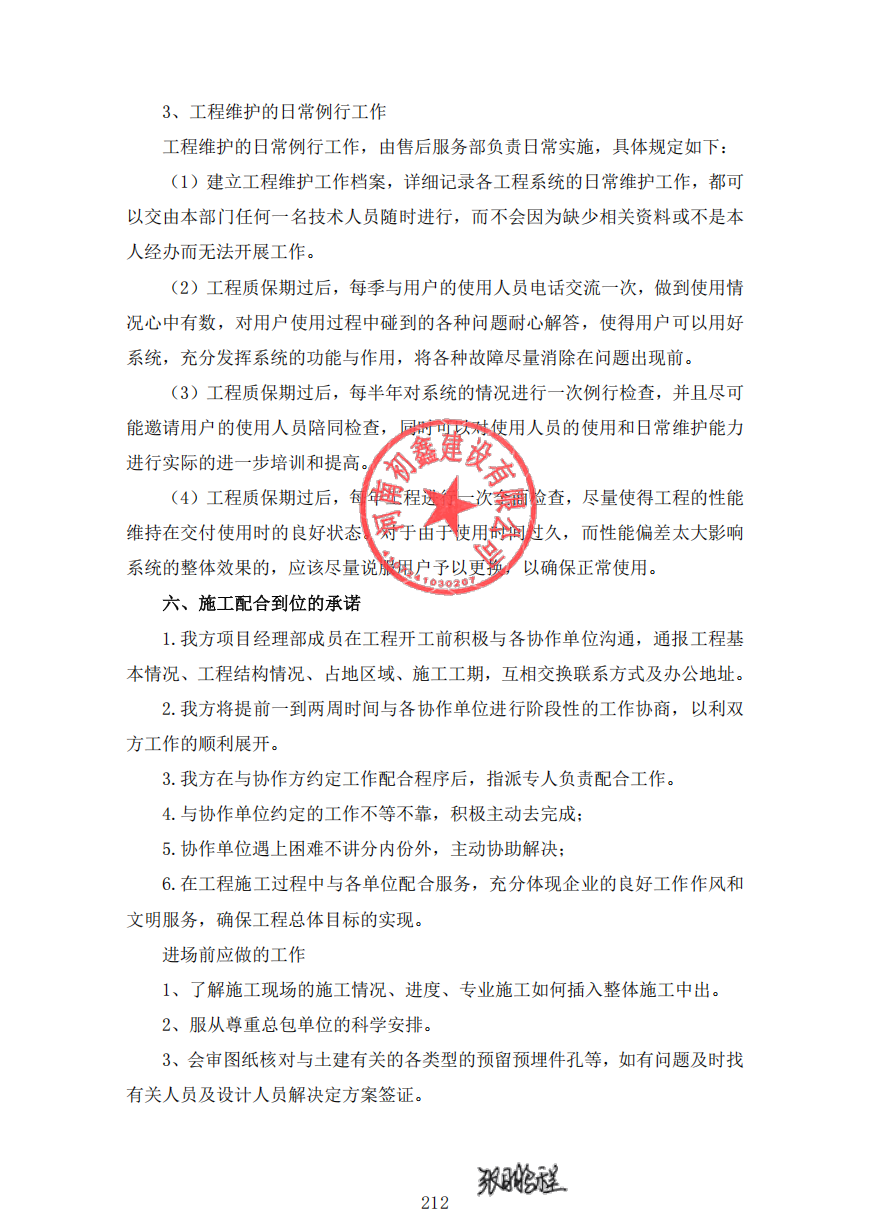 3、工程维护的日常例行工作
工程维护的日常例行工作，由售后服务部负责日常实施，具体规定如下：
（1）建立工程维护工作档案，详细记录各工程系统的日常维护工作，都可
以交由本部门任何一名技术人员随时进行，而不会因为缺少相关资料或不是本
人经办而无法开展工作。
（2）工程质保期过后，每季与用户的使用人员电话交流一次，做到使用情
况心中有数，对用户使用过程中碰到的各种问题耐心解答，使得用户可以用好
系统，充分发挥系统的功能与作用，将各种故障尽量消除在问题出现前。
（3）工程质保期过后，每半年对系统的情况进行一次例行检查，并且尽可
能邀请用户的使用人员陪同检查，同时可以对使用人员的使用和日常维护能力
进行实际的进一步培训和提高。
（4）工程质保期过后，每年工程进行一次全面检查，尽量使得工程的性能
维持在交付使用时的良好状态。对于由于使用时间过久，而性能偏差太大影响
系统的整体效果的，应该尽量说服用户予以更换，以确保正常使用。
河南初鑫建设有限公司
六、施工配合到位的承诺
1.我方项目经理部成员在工程开工前积极与各协作单位沟通，通报工程基
本情况、工程结构情况、占地区域、施工工期，互相交换联系方式及办公地址。
2.我方将提前一到两周时间与各协作单位进行阶段性的工作协商，以利双
方工作的顺利展开。
3.我方在与协作方约定工作配合程序后，指派专人负责配合工作。
4.与协作单位约定的工作不等不靠，积极主动去完成；
5.协作单位遇上困难不讲分内份外，主动协助解决；
6.在工程施工过程中与各单位配合服务，充分体现企业的良好工作作风和
文明服务，确保工程总体目标的实现。
进场前应做的工作
1、了解施工现场的施工情况、进度、专业施工如何插入整体施工中出。
2、服从尊重总包单位的科学安排。
3、会审图纸核对与土建有关的各类型的预留预埋件孔等，如有问题及时找
有关人员及设计人员解决定方案签证。
212